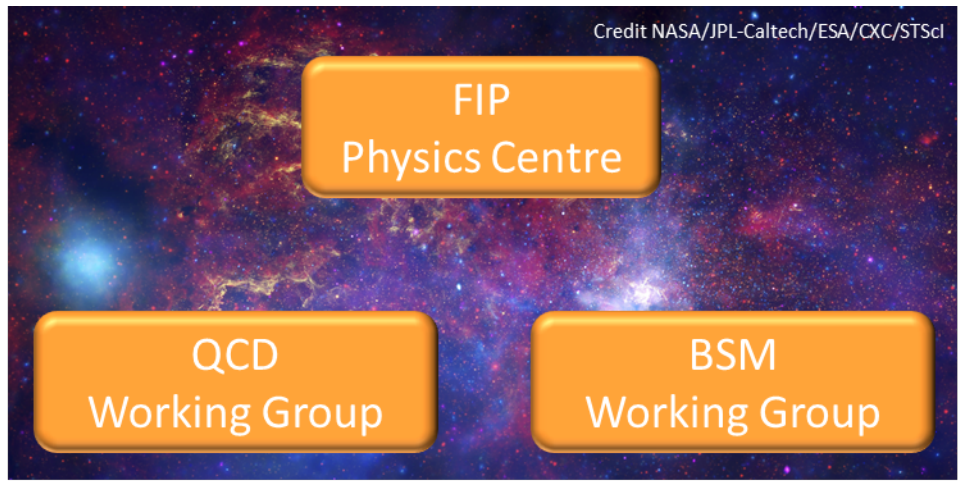 Credit NASA/JPL-Caltech/ESA/CXC/STScI
FIP
Physics Centre
QCD
Working Group
BSM
Working Group